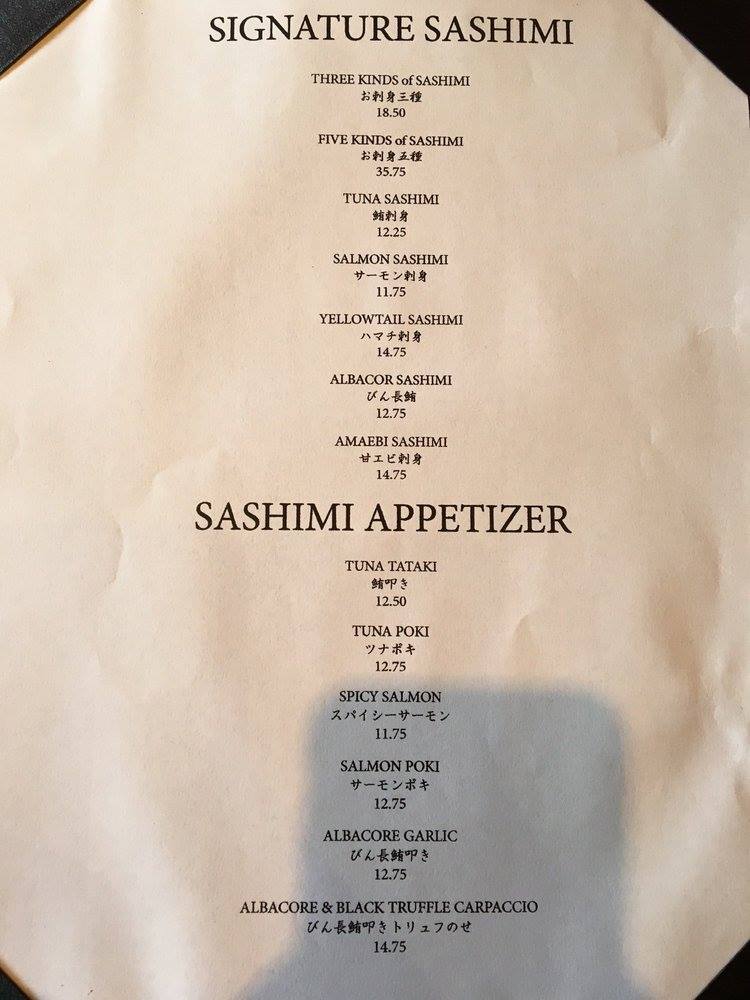 SIGNATURE SASHIMI
THREE KINDS of SASHIMI
お刺身三種
18.50
FIVE KINDS of SASHIMI
お刺身五種
35.75
TUNA SASHIMI
鮪刺身
12.25
SALMON SASHIMI
サーモン刺身
11.75
YELLOWTAIL SASHIMI
ハマチ刺身
14.75
ALBACOR SASHIMI
びん長鮪
12.75
AMAEBI SASHIMI
甘エビ刺身
14.75
SASHIMI APPETIZER
TUNA TATAKI
鮪叩き
12.50
TUNA POKI
ツナポキ
12.75
SPICY SALMON
スパイシーサーモン
11.75
SALMON POKI
サーモンポキ
12.75
ALBACORE GARLIC
びん長鮪叩き
12.75
ALBACORE & BLACK TRUFFLE CARPACCIO
びん長鮪叩きトリュフのせ
14.75